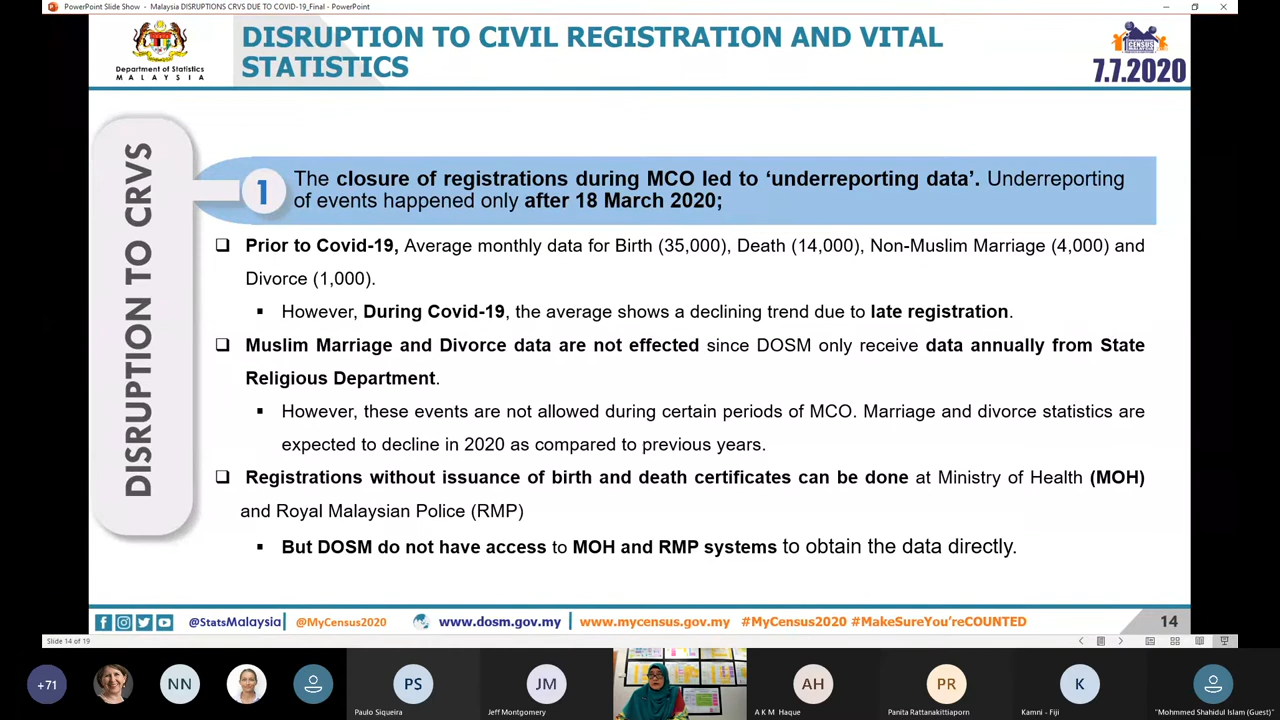 PowerPoint Slide Show - Malaysia DISRUPTIONS CRVS DUE TO COVID-19_Final - PowerPoint
DISRUPTION TO CIVIL REGISTRATION AND VITAL
STATISTICS
Department of Statistics
MALAYSIA
CENSUS
7.7.2020
DISRUPTION TO CRVS
1
The closure of registrations during MCO led to ‘underreporting data’. Underreporting
of events happened only after 18 March 2020;
❑ Prior to Covid-19, Average monthly data for Birth (35,000), Death (14,000), Non-Muslim Marriage (4,000) and
Divorce (1,000).
▪ However, During Covid-19, the average shows a declining trend due to late registration.
❑ Muslim Marriage and Divorce data are not effected since DOSM only receive data annually from State
Religious Department.
▪ However, these events are not allowed during certain periods of MCO. Marriage and divorce statistics are
expected to decline in 2020 as compared to previous years.
❑ Registrations without issuance of birth and death certificates can be done at Ministry of Health (MOH)
and Royal Malaysian Police (RMP)
▪ But DOSM do not have access to MOH and RMP systems to obtain the data directly.
@StatsMalaysia | @MyCensus2020 www.dosm.gov.my | www.mycensus.gov.my #MyCensus2020 #MakeSureYou’reCOUNTED 14
Slide 14 of 19
+71 NN PS JM AH PR K
Paulo Siqueira Jeff Montgomery A K M Haque Panita Rattanakittiaporn Kamni - Fiji "Mohmmed Shahidul Islam (Guest)"